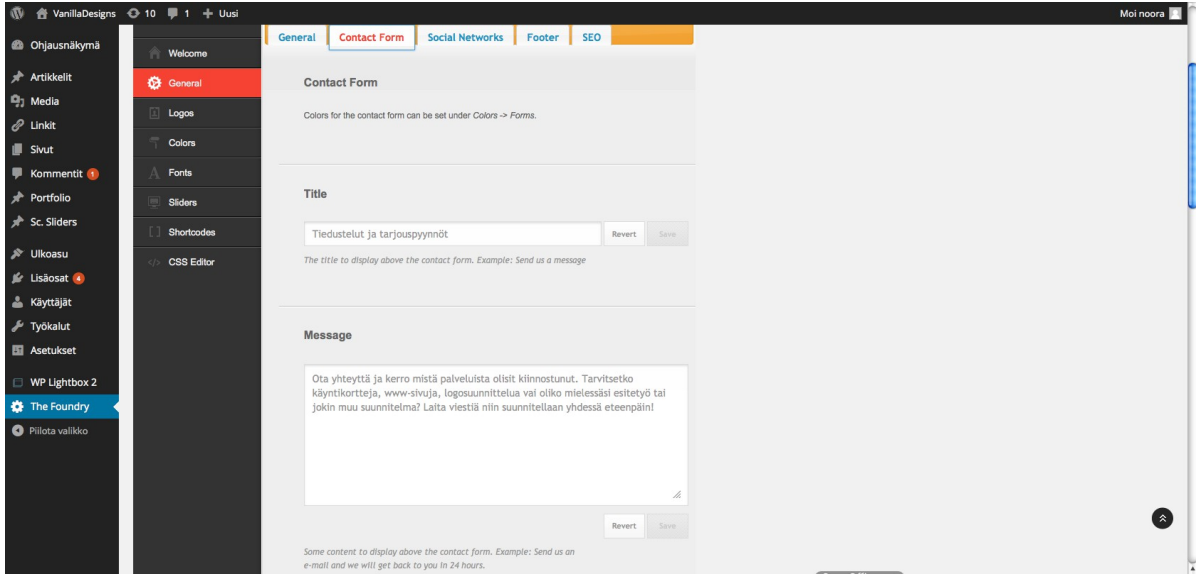 VanillaDesigns 10 1 + Uusi Moi noora
Ohjausnäkymä
Artikkelit
Media
Linkit
Sivut
Kommentit 1
Portfolio
Sc. Sliders
Ulkoasu
Lisäosat 4
Käyttäjät
Työkalut
Asetukset
WP Lightbox 2
The Foundry
Piilota valikko
Welcome
General
Logos
Colors
Fonts
Sliders
Shortcodes
CSS Editor
General Contact Form Social Networks Footer SEO
Contact Form
Colors for the contact form can be set under Colors -> Forms.
Title
Tiedustelut ja tarjouspyynnöt Revert Save
The title to display above the contact form. Example: Send us a message
Message
Ota yhteyttä ja kerro mistä palveluista olisit kiinnostunut. Tarvitsetko
käyntikortteja, www-sivuja, logosuunnittelua vai oliko mielessäsi esitetyö tai
jokin muu suunnitelma? Laita viestiä niin suunnitellaan yhdessä eteenpäin!
Revert Save
Some content to display above the contact form. Example: Send us an
e-mail and we will get back to you in 24 hours.